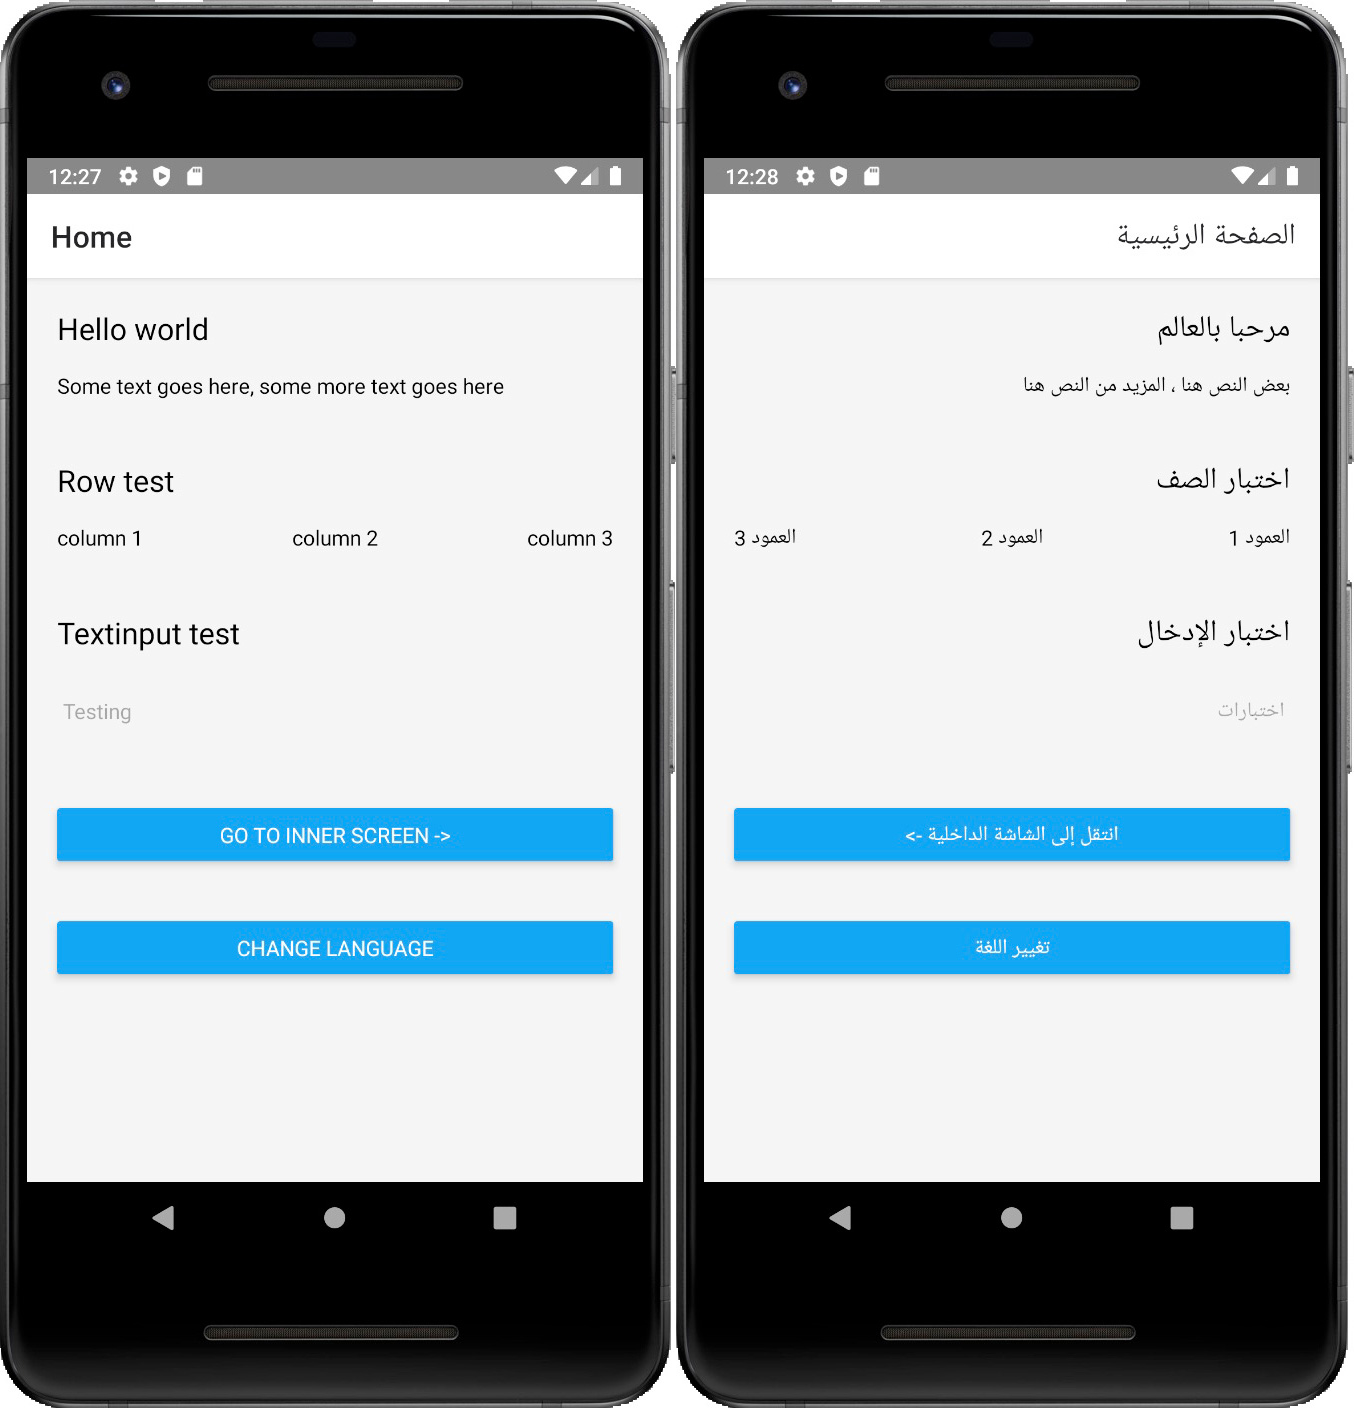 12:27
Home
Hello world
Some text goes here, some more text goes here
Row test
column 1 column 2 column 3
Textinput test
Testing
GO TO INNER SCREEN ->
CHANGE LANGUAGE
12:28
الصفحة الرئيسية
مرحبا بالعالم
بعض النص هنا ، المزيد من النص هنا
اختبار الصف
العمود 1 العمود 2 العمود 3
اختبار الإدخال
اختبارات
انتقل إلى الشاشة الداخلية ->
تغيير اللغة